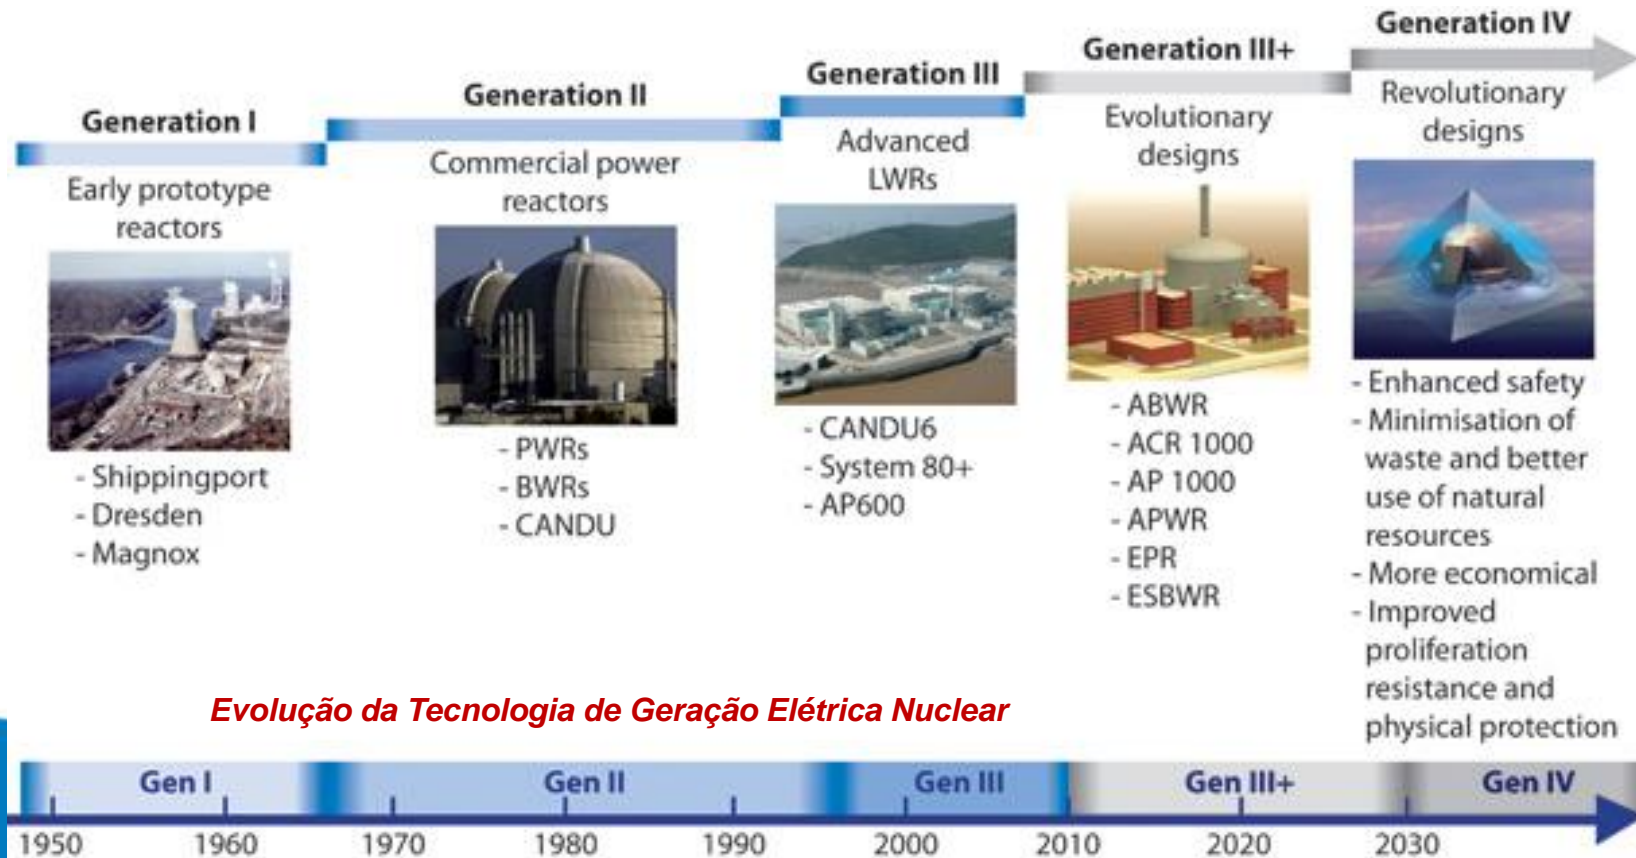 Generation I
Early prototype
reactors
- Shippingport
- Dresden
- Magnox
Generation II
Commercial power
reactors
- PWRs
- BWRs
- CANDU
Generation III
Advanced
LWRs
- CANDU6
- System 80+
- AP600
Generation III+
Evolutionary
designs
- ABWR
- ACR 1000
- AP 1000
- APWR
- EPR
- ESBWR
Generation IV
Revolutionary
designs
- Enhanced safety
- Minimisation of
waste and better
use of natural
resources
- More economical
- Improved
proliferation
resistance and
physical protection
Evolução da Tecnologia de Geração Elétrica Nuclear
Gen I Gen II Gen III Gen III+ Gen IV
1950 1960 1970 1980 1990 2000 2010 2020 2030